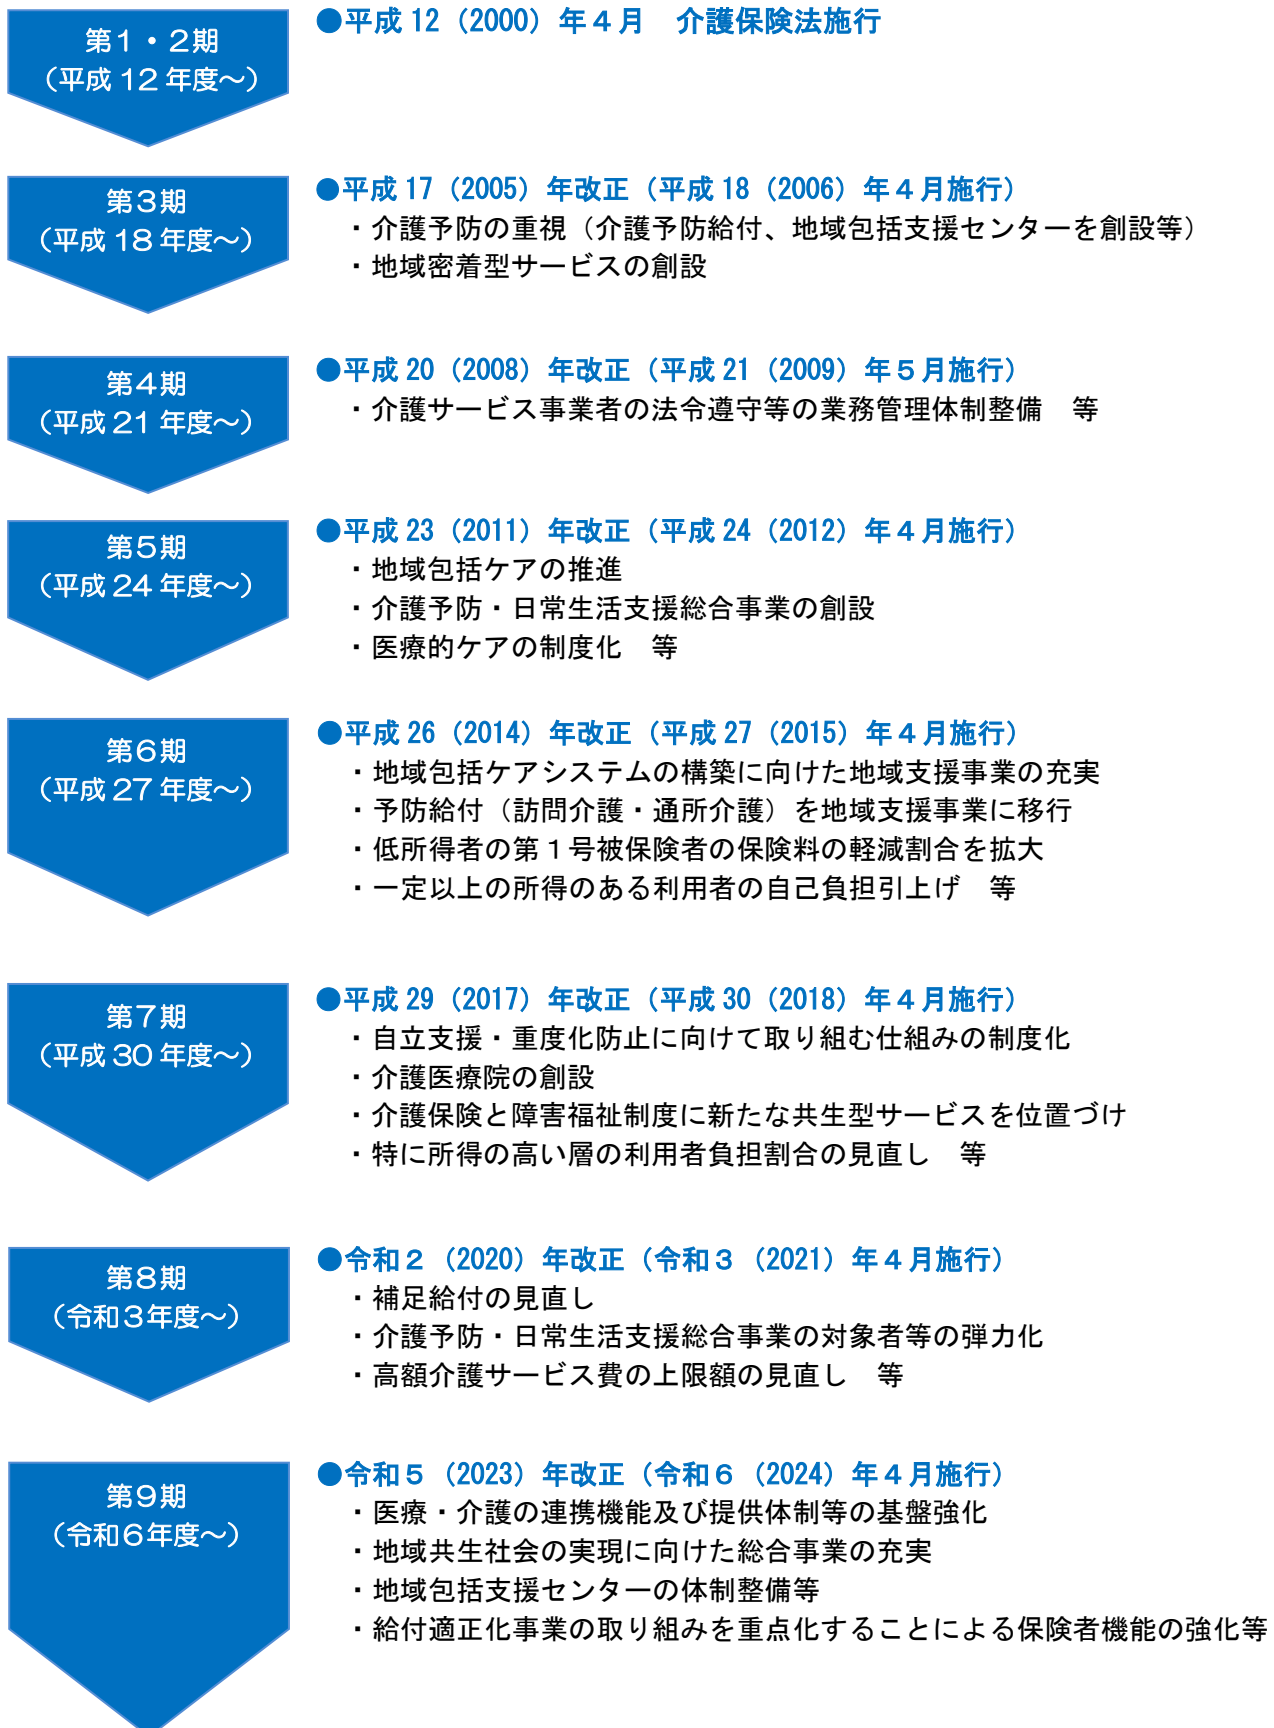 第１・２期
（平成 12 年度～）
●平成 12（2000）年４月　介護保険法施行
第３期
（平成 18 年度～）
●平成 17（2005）年改正（平成 18（2006）年４月施行）
・介護予防の重視（介護予防給付、地域包括支援センターを創設等）
・地域密着型サービスの創設
第４期
（平成 21 年度～）
●平成 20（2008）年改正（平成 21（2009）年５月施行）
・介護サービス事業者の法令遵守等の業務管理体制整備　等
第５期
（平成 24 年度～）
●平成 23（2011）年改正（平成 24（2012）年４月施行）
・地域包括ケアの推進
・介護予防・日常生活支援総合事業の創設
・医療的ケアの制度化　等
第６期
（平成 27 年度～）
●平成 26（2014）年改正（平成 27（2015）年４月施行）
・地域包括ケアシステムの構築に向けた地域支援事業の充実
・予防給付（訪問介護・通所介護）を地域支援事業に移行
・低所得者の第１号被保険者の保険料の軽減割合を拡大
・一定以上の所得のある利用者の自己負担引上げ　等
第７期
（平成 30 年度～）
●平成 29（2017）年改正（平成 30（2018）年４月施行）
・自立支援・重度化防止に向けて取り組む仕組みの制度化
・介護医療院の創設
・介護保険と障害福祉制度に新たな共生型サービスを位置づけ
・特に所得の高い層の利用者負担割合の見直し　等
第８期
（令和３年度～）
●令和２（2020）年改正（令和３（2021）年４月施行）
・補足給付の見直し
・介護予防・日常生活支援総合事業の対象者等の弾力化
・高額介護サービス費の上限額の見直し　等
第９期
（令和６年度～）
●令和５（2023）年改正（令和６（2024）年４月施行）
・医療・介護の連携機能及び提供体制等の基盤強化
・地域共生社会の実現に向けた総合事業の充実
・地域包括支援センターの体制整備等
・給付適正化事業の取り組みを重点化することによる保険者機能の強化等